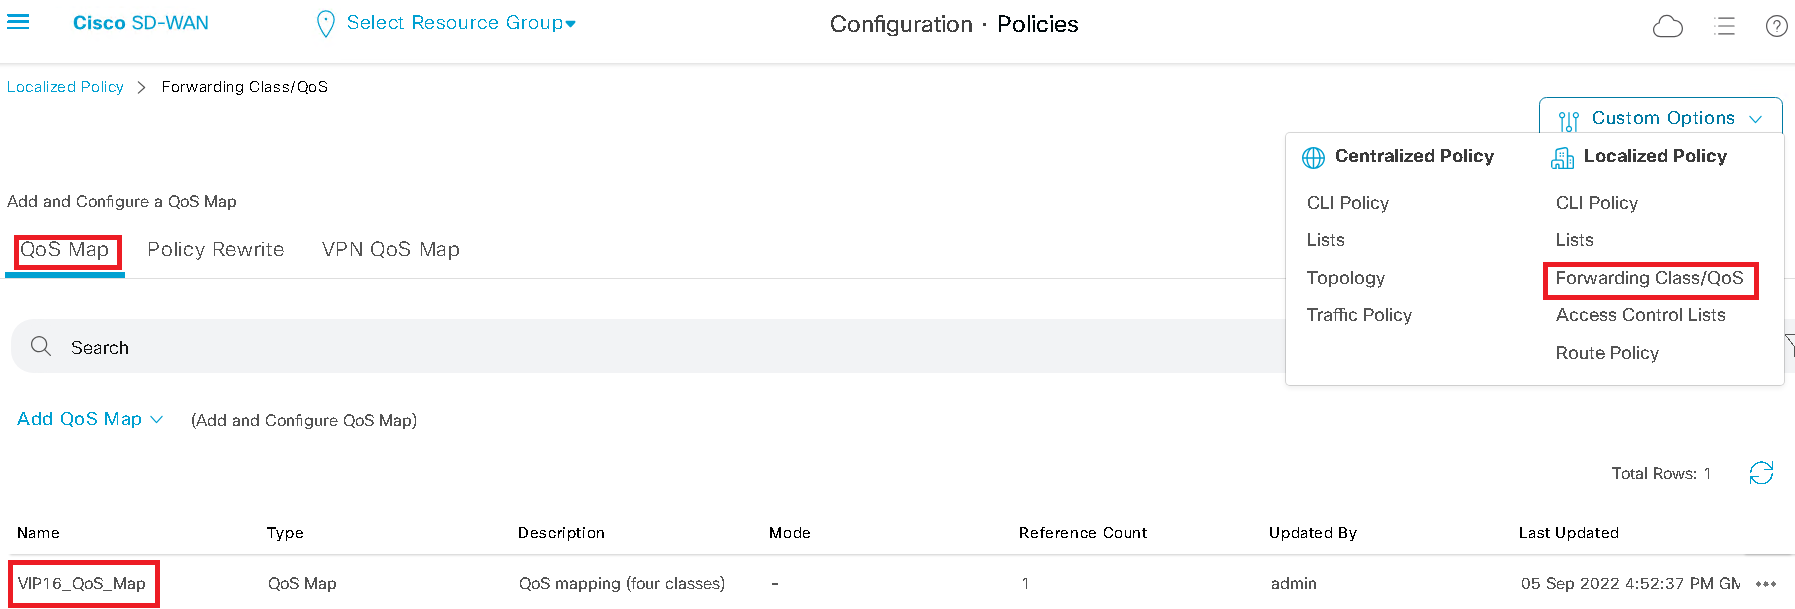 Cisco SD-WAN
Select Resource Group
Configuration · Policies
Localized Policy > Forwarding Class/QoS
Custom Options
Centralized Policy
CLI Policy
Lists
Topology
Traffic Policy
Localized Policy
CLI Policy
Lists
Forwarding Class/QoS
Access Control Lists
Route Policy
Add and Configure a QoS Map
QoS Map Policy Rewrite VPN QoS Map
Search
Add QoS Map (Add and Configure QoS Map)
Total Rows: 1
Name Type Description Mode Reference Count Updated By Last Updated
VIP16_QoS_Map QoS Map QoS mapping (four classes) - 1 admin 05 Sep 2022 4:52:37 PM GM